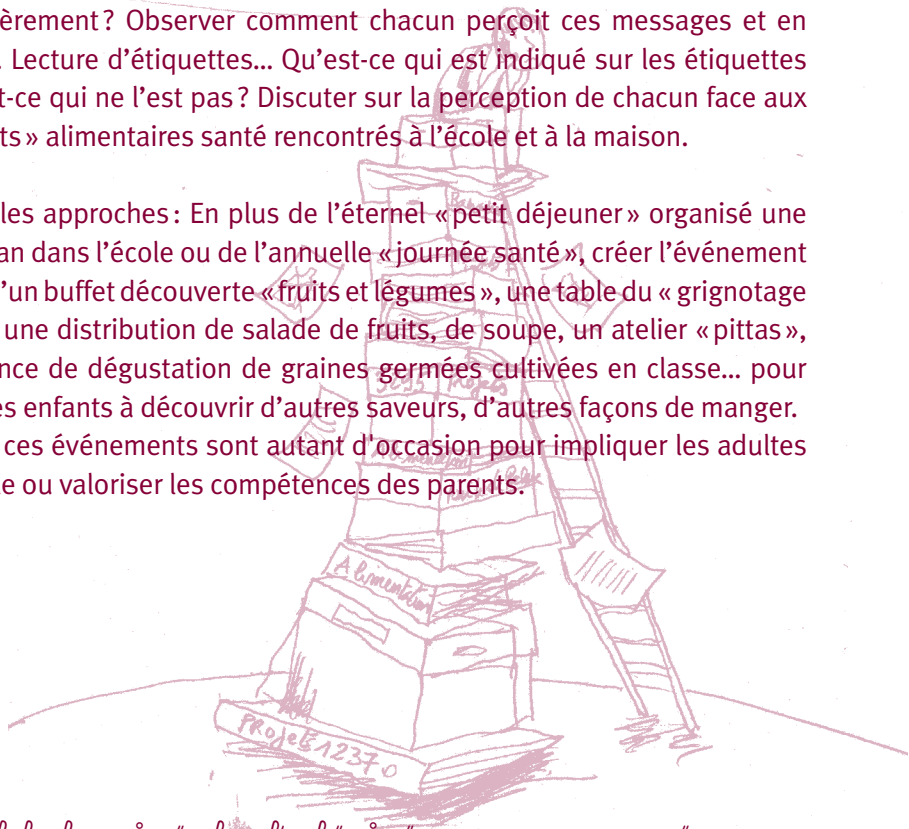 èrement ? Observer comment chacun perçoit ces messages et en
. Lecture d’étiquettes... Qu’est-ce qui est indiqué sur les étiquettes
t-ce qui ne l’est pas ? Discuter sur la perception de chacun face aux
ts » alimentaires santé rencontrés à l’école et à la maison.
les approches : En plus de l’éternel « petit déjeuner » organisé une
an dans l’école ou de l’annuelle « journée santé », créer l’événement
’un buffet découverte « fruits et légumes », une table du « grignotage
une distribution de salade de fruits, de soupe, un atelier « pittas »,
nce de dégustation de graines germées cultivées en classe... pour
es enfants à découvrir d’autres saveurs, d’autres façons de manger.
ces événements sont autant d'occasion pour impliquer les adultes
e ou valoriser les compétences des parents.
3295 Projets
Alimentation
Alimentation
PROjets 1237.0